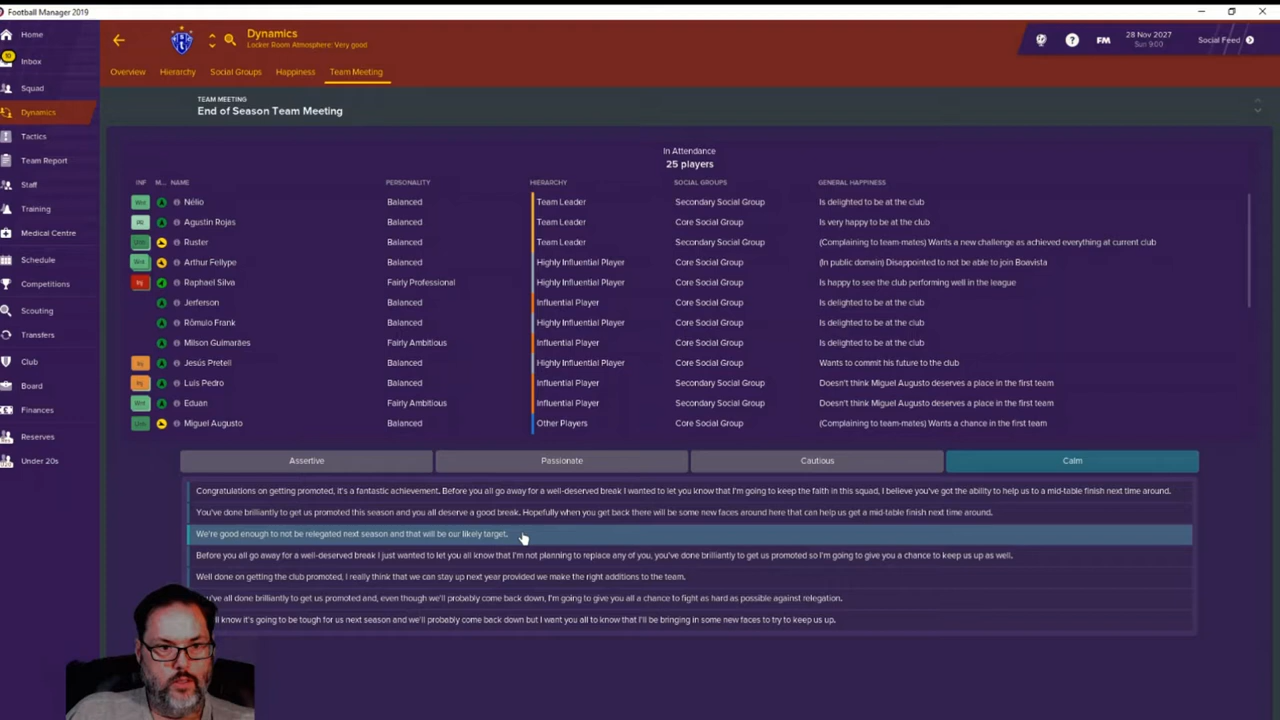 Football Manager 2019
Home
10
Inbox
Squad
Dynamics
Tactics
Team Report
Staff
Training
Medical Centre
Schedule
Competitions
Scouting
Transfers
Club
Board
Finances
Reserves
Under 20s
Dynamics
Locker Room Atmosphere: Very good
FM
28 Nov 2027
Sun 9:00
Social Feed
Overview Hierarchy Social Groups Happiness Team Meeting
TEAM MEETING
End of Season Team Meeting
In Attendance
25 players
INF M... NAME PERSONALITY HIERARCHY SOCIAL GROUPS GENERAL HAPPINESS
Wnt Nélio Balanced Team Leader Secondary Social Group Is delighted to be at the club
Agustin Rojas Balanced Team Leader Core Social Group Is very happy to be at the club
Unh Ruster Balanced Team Leader Secondary Social Group (Complaining to team-mates) Wants a new challenge as achieved everything at current club
Wnt Arthur Fellype Balanced Highly Influential Player Core Social Group (In public domain) Disappointed to not be able to join Boavista
Inj Raphael Silva Fairly Professional Highly Influential Player Core Social Group Is happy to see the club performing well in the league
Jerferson Balanced Influential Player Core Social Group Is delighted to be at the club
Rômulo Frank Balanced Highly Influential Player Core Social Group Is delighted to be at the club
Milson Guimarães Fairly Ambitious Influential Player Core Social Group Is delighted to be at the club
Inj Jesús Pretell Balanced Highly Influential Player Core Social Group Wants to commit his future to the club
Inj Luis Pedro Balanced Influential Player Secondary Social Group Doesn't think Miguel Augusto deserves a place in the first team
Wnt Eduan Fairly Ambitious Influential Player Secondary Social Group Doesn't think Miguel Augusto deserves a place in the first team
Unh Miguel Augusto Balanced Other Players Core Social Group (Complaining to team-mates) Wants a chance in the first team
Assertive Passionate Cautious Calm
Congratulations on getting promoted, it's a fantastic achievement. Before you all go away for a well-deserved break I wanted to let you know that I'm going to keep the faith in this squad, I believe you've got the ability to help us to a mid-table finish next time around.
You've done brilliantly to get us promoted this season and you all deserve a good break. Hopefully when you get back there will be some new faces around here that can help us get a mid-table finish next time around.
We're good enough to not be relegated next season and that will be our likely target.
Before you all go away for a well-deserved break I just wanted to let you all know that I'm not planning to replace any of you, you've done brilliantly to get us promoted so I'm going to give you a chance to keep us up as well.
Well done on getting the club promoted, I really think that we can stay up next year provided we make the right additions to the team.
You've all done brilliantly to get us promoted and, even though we'll probably come back down, I'm going to give you all a chance to fight as hard as possible against relegation.
know it's going to be tough for us next season and we'll probably come back down but I want you all to know that I'll be bringing in some new faces to try to keep us up.